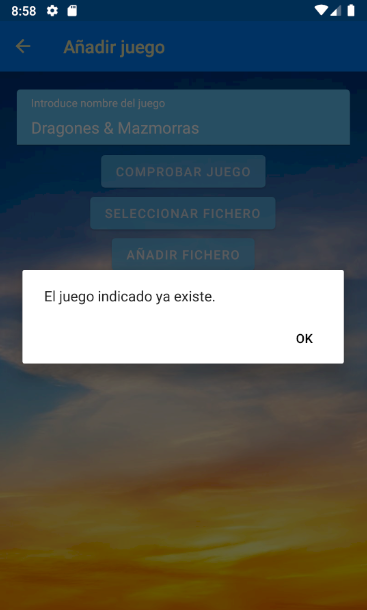 8:58
Añadir juego
Introduce nombre del juego
Dragones & Mazmorras
COMPROBAR JUEGO
SELECCIONAR FICHERO
AÑADIR FICHERO
El juego indicado ya existe.
OK